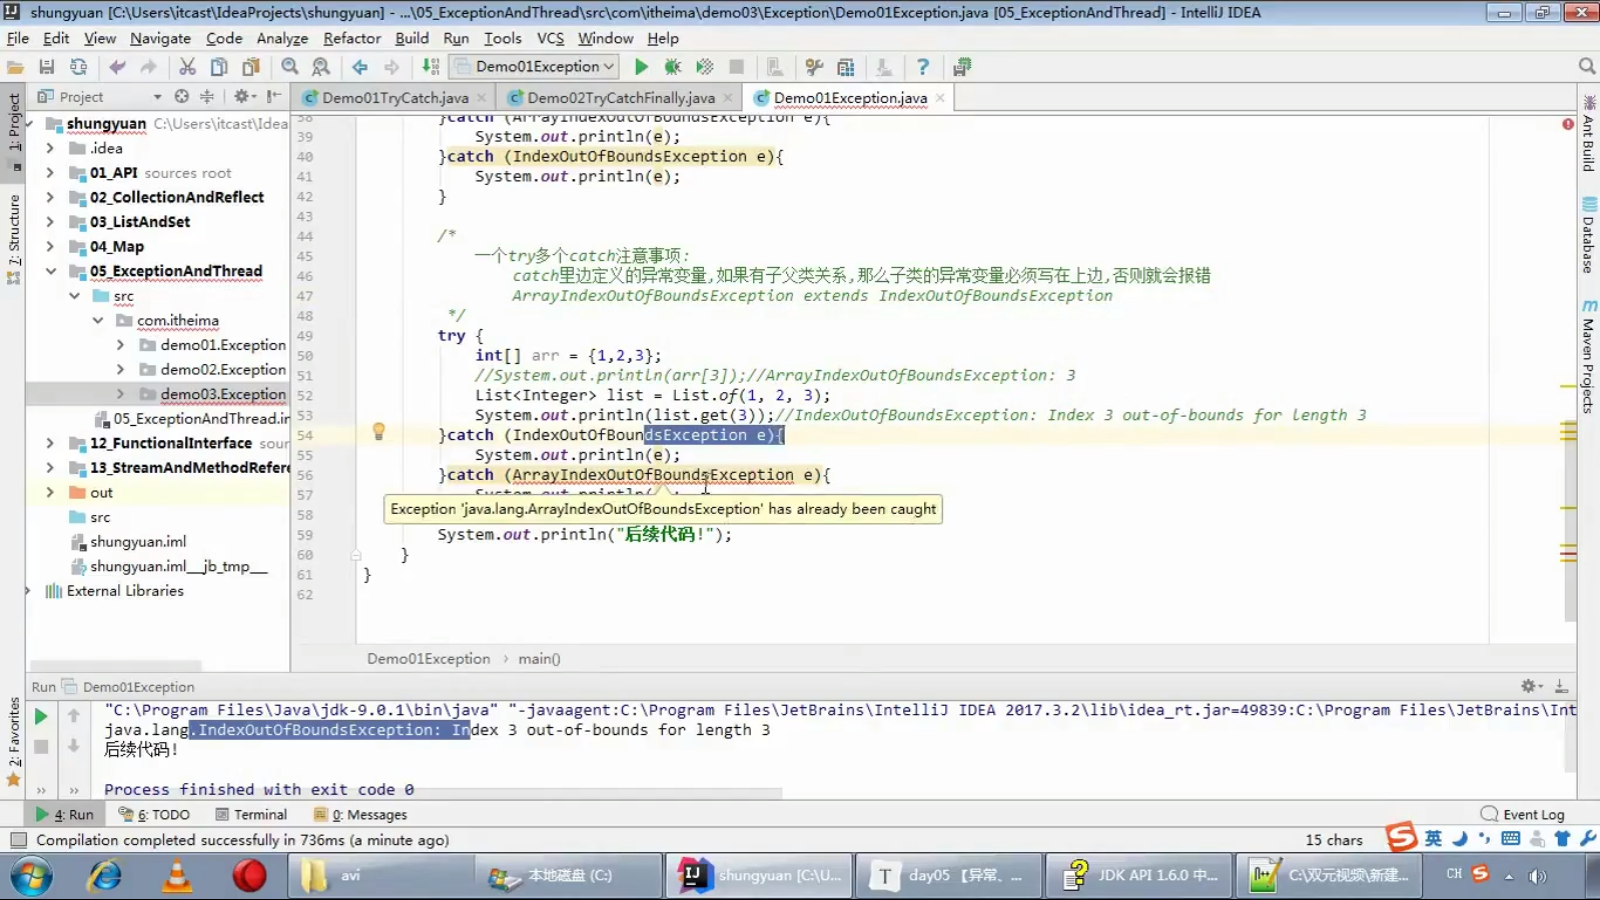 shungyuan [C:\Users\itcast\IdeaProjects\shungyuan] - ...\05_ExceptionAndThread\src\com\itheima\demo03\Exception\Demo01Exception.java [05_ExceptionAndThread] - IntelliJ IDEA
File Edit View Navigate Code Analyze Refactor Build Run Tools VCS Window Help
Demo01Exception
Project
Demo01TryCatch.java Demo02TryCatchFinally.java Demo01Exception.java
1: Project
7: Structure
2: Favorites
Ant Build
Database
Maven Projects
shungyuan C:\Users\itcast\Idea
.idea
01_API sources root
02_CollectionAndReflect
03_ListAndSet
04_Map
05_ExceptionAndThread
src
com.itheima
demo01.Exception
demo02.Exception
demo03.Exception
05_ExceptionAndThread.in
12_FunctionalInterface
13_StreamAndMethodRefere
out
src
shungyuan.iml
shungyuan.iml__jb_tmp__
External Libraries
38 }catch (ArrayIndexOutOfBoundsException e){
39 System.out.println(e);
40 }catch (IndexOutOfBoundsException e){
41 System.out.println(e);
42 }
43
44 /*
45 一个try多个catch注意事项:
46 catch里边定义的异常变量,如果有子父类关系,那么子类的异常变量必须写在上边,否则就会报错
47 ArrayIndexOutOfBoundsException extends IndexOutOfBoundsException
48 */
49 try {
50 int[] arr = {1,2,3};
51 //System.out.println(arr[3]);//ArrayIndexOutOfBoundsException: 3
52 List<Integer> list = List.of(1, 2, 3);
53 System.out.println(list.get(3));//IndexOutOfBoundsException: Index 3 out-of-bounds for length 3
54 }catch (IndexOutOfBoundsException e){
55 System.out.println(e);
56 }catch (ArrayIndexOutOfBoundsException e){
57
Exception 'java.lang.ArrayIndexOutOfBoundsException' has already been caught
58
59 System.out.println("后续代码!");
60 }
61 }
62
Demo01Exception › main()
Run Demo01Exception
"C:\Program Files\Java\jdk-9.0.1\bin\java" "-javaagent:C:\Program Files\JetBrains\IntelliJ IDEA 2017.3.2\lib\idea_rt.jar=49839:C:\Program Files\JetBrains\Int
java.lang.IndexOutOfBoundsException: Index 3 out-of-bounds for length 3
后续代码!
Process finished with exit code 0
4: Run 6: TODO Terminal 0: Messages Event Log
Compilation completed successfully in 736ms (a minute ago) 15 chars 英
avi 本地磁盘 (C:) shungyuan [C:\U... day05 【异常、... JDK API 1.6.0 中... C:\双元视频\新建... CH